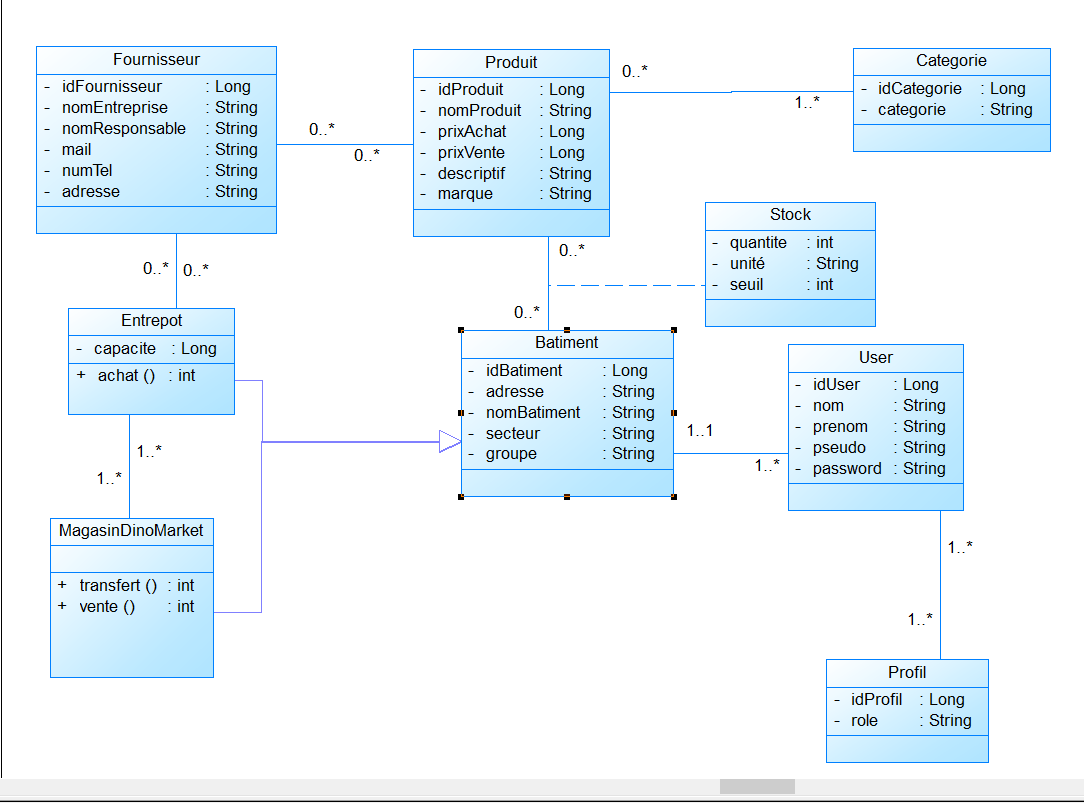 Fournisseur
- idFournisseur : Long
- nomEntreprise : String
- nomResponsable : String
- mail : String
- numTel : String
- adresse : String
0..*
0..*
Produit
- idProduit : Long
- nomProduit : String
- prixAchat : Long
- prixVente : Long
- descriptif : String
- marque : String
0..*
1..*
Categorie
- idCategorie : Long
- categorie : String
Stock
- quantite : int
- unité : String
- seuil : int
0..*
0..*
0..*
0..*
Entrepot
- capacite : Long
+ achat () : int
Batiment
- idBatiment : Long
- adresse : String
- nomBatiment : String
- secteur : String
- groupe : String
1..1
1..*
User
- idUser : Long
- nom : String
- prenom : String
- pseudo : String
- password : String
1..*
1..*
MagasinDinoMarket
+ transfert () : int
+ vente () : int
1..*
1..*
Profil
- idProfil : Long
- role : String